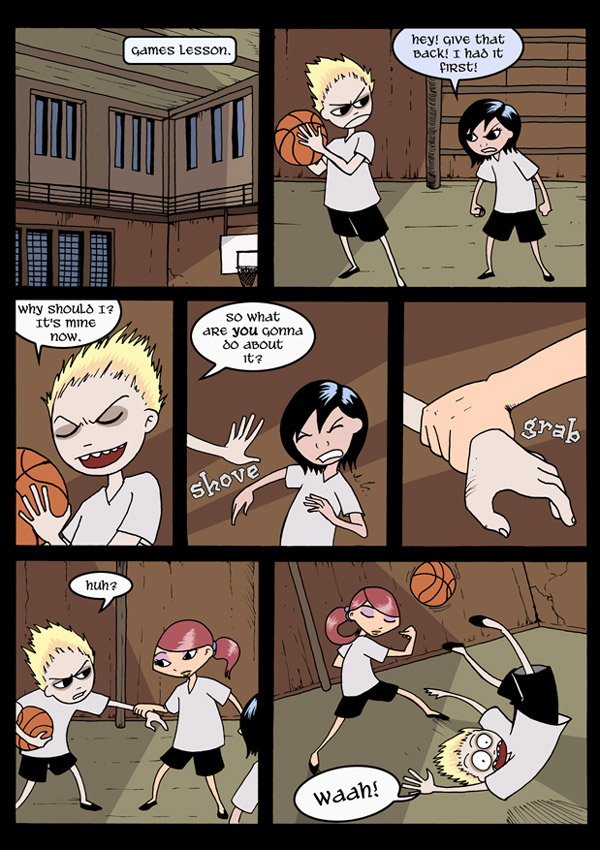 Games Lesson.
Hey! Give that
back! I had it
first!
Why should I?
It's mine
now.
So what
are you gonna
do about
it?
shove
grab
Huh?
Waah!